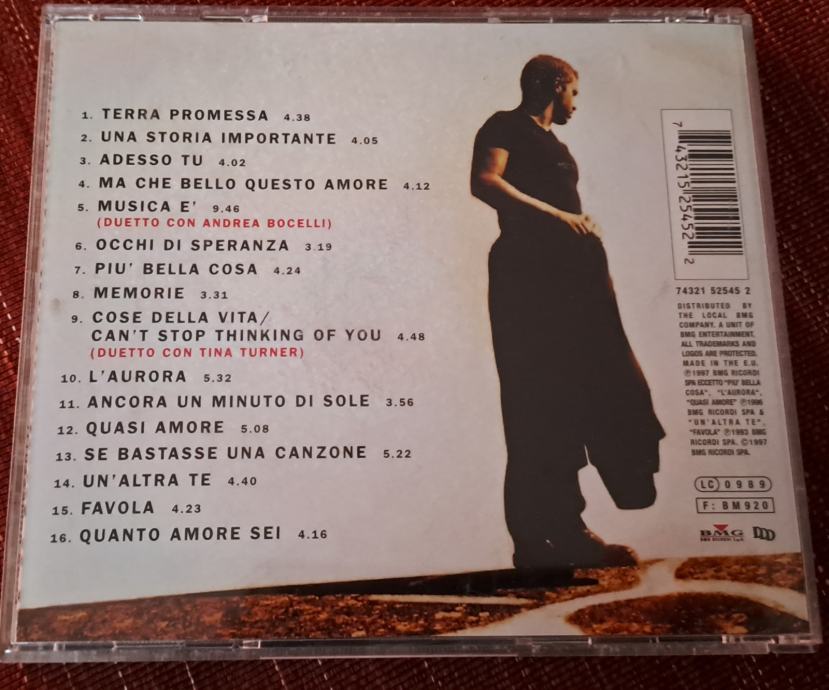 1. TERRA PROMESSA 4.38
2. UNA STORIA IMPORTANTE 4.05
3. ADESSO TU 4.02
4. MA CHE BELLO QUESTO AMORE 4.12
5. MUSICA E' 9.46
(DUETTO CON ANDREA BOCELLI)
6. OCCHI DI SPERANZA 3.19
7. PIU' BELLA COSA 4.24
8. MEMORIE 3.31
9. COSE DELLA VITA/
CAN'T STOP THINKING OF YOU 4.48
(DUETTO CON TINA TURNER)
10. L'AURORA 5.32
11. ANCORA UN MINUTO DI SOLE 3.56
12. QUASI AMORE 5.08
13. SE BASTASSE UNA CANZONE 5.22
14. UN'ALTRA TE 4.40
15. FAVOLA 4.23
16. QUANTO AMORE SEI 4.16
7 43215 25452 2
74321 52545 2
DISTRIBUTED BY
THE LOCAL BMG
COMPANY. A UNIT OF
BMG ENTERTAINMENT.
ALL TRADEMARKS AND
LOGOS ARE PROTECTED.
MADE IN THE E.U.
℗1997 BMG RICORDI
SPA ECCETTO "PIU' BELLA
COSA", "L'AURORA",
"QUASI AMORE" ℗1996
BMG RICORDI SPA &
"UN'ALTRA TE",
"FAVOLA" ℗1993 BMG
RICORDI SPA. ©1997
BMG RICORDI SPA.
LC 0989
F: BM920
BMG DDD
BMG RICORDI S.p.A.